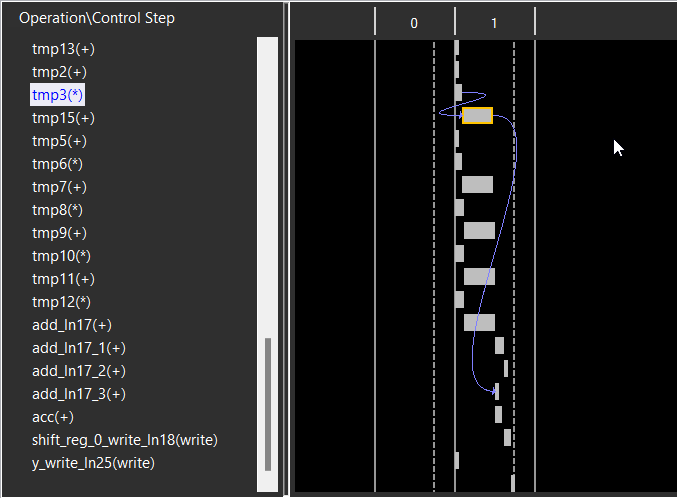 Operation\Control Step
0 1
tmp13(+)
tmp2(+)
tmp3(*)
tmp15(+)
tmp5(+)
tmp6(*)
tmp7(+)
tmp8(*)
tmp9(+)
tmp10(*)
tmp11(+)
tmp12(*)
add_ln17(+)
add_ln17_1(+)
add_ln17_2(+)
add_ln17_3(+)
acc(+)
shift_reg_0_write_ln18(write)
y_write_ln25(write)